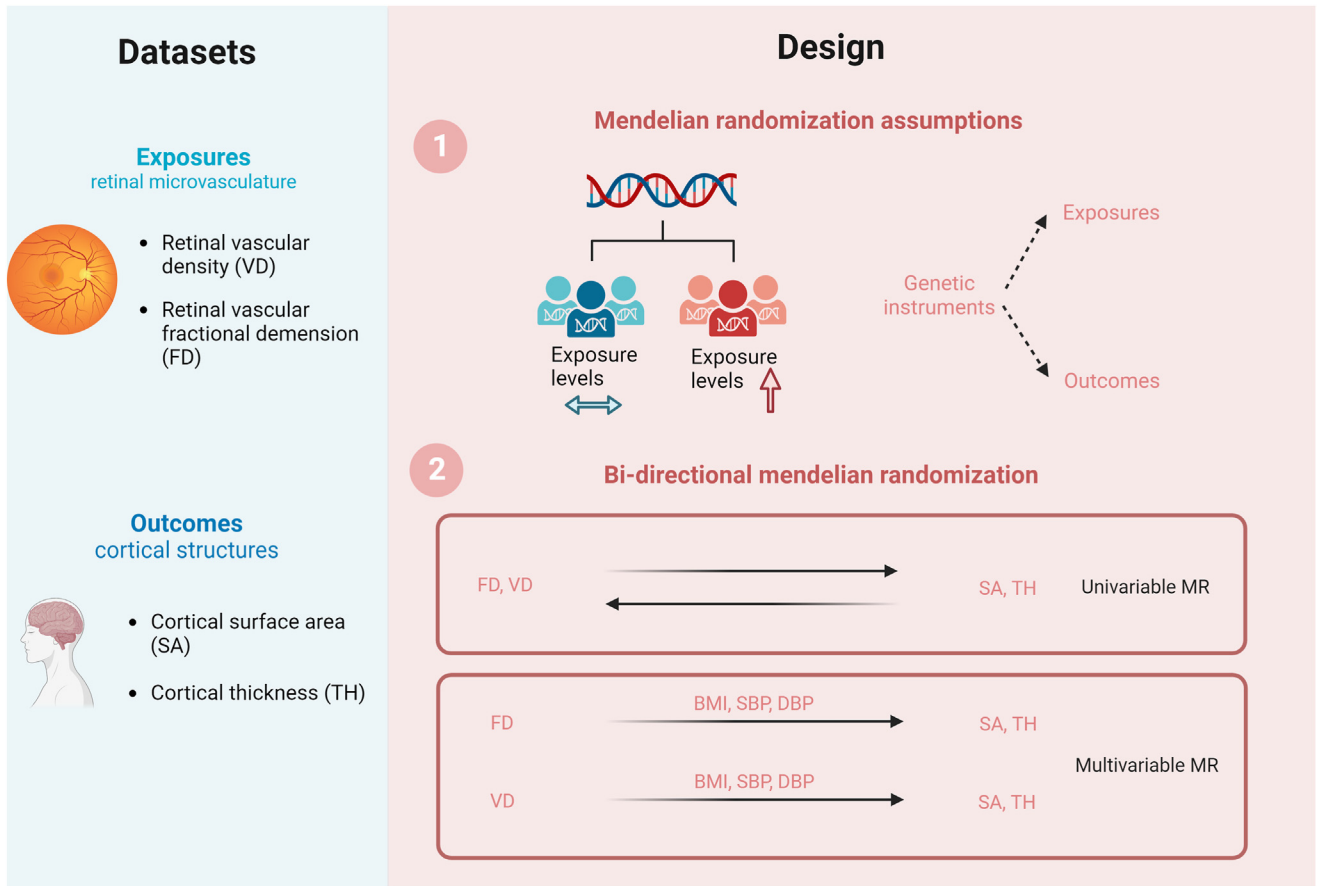 Datasets
Exposures
retinal microvasculature
• Retinal vascular
density (VD)
• Retinal vascular
fractional demension
(FD)
Outcomes
cortical structures
• Cortical surface area
(SA)
• Cortical thickness (TH)
Design
1
Mendelian randomization assumptions
Exposure
levels
Exposure
levels
Genetic
instruments
Exposures
Outcomes
2
Bi-directional mendelian randomization
FD, VD
SA, TH
Univariable MR
FD
BMI, SBP, DBP
SA, TH
Multivariable MR
VD
BMI, SBP, DBP
SA, TH